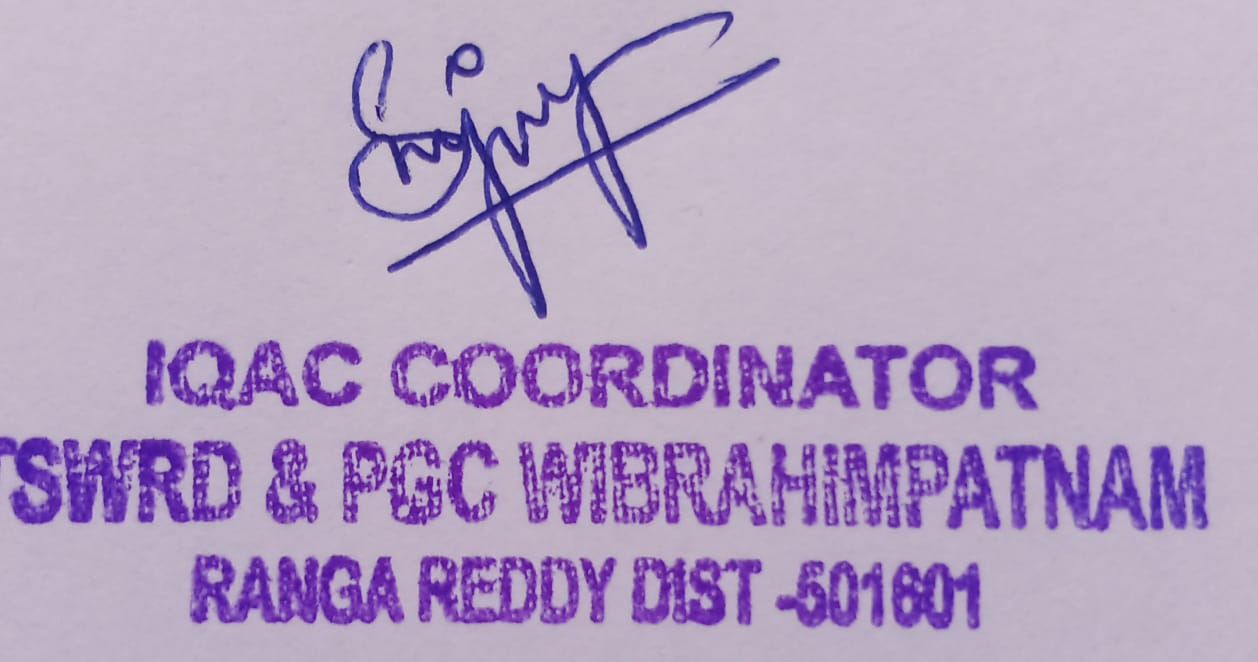 IQAC COORDINATOR
TSWRD & PGC WIBRAHIMPATNAM
RANGA REDDY DIST -501601